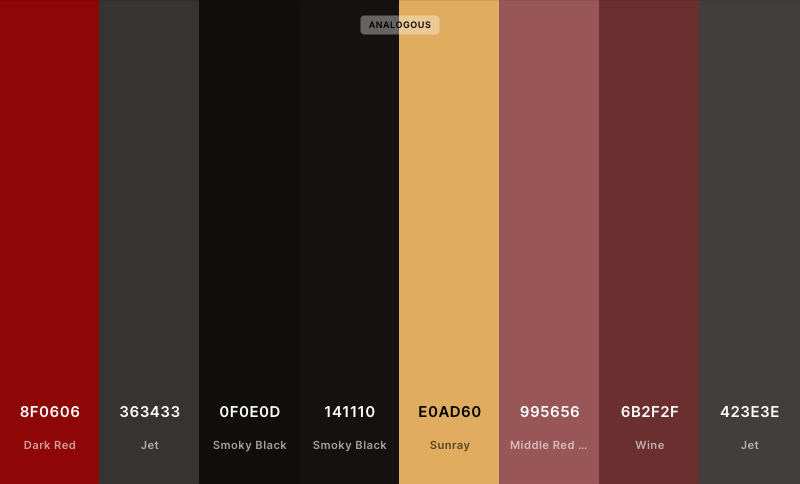 ANALOGOUS
8F0606 363433 0F0E0D 141110 E0AD60 995656 6B2F2F 423E3E
Dark Red Jet Smoky Black Smoky Black Sunray Middle Red ... Wine Jet